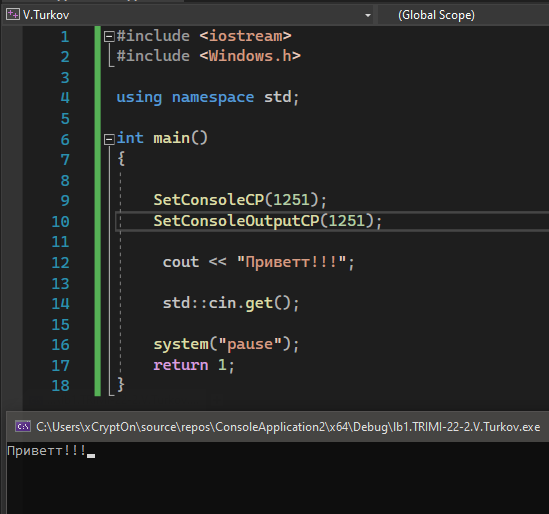 V.Turkov
(Global Scope)
1 #include <iostream>
2 #include <Windows.h>
3
4 using namespace std;
5
6 int main()
7 {
8
9 SetConsoleCP(1251);
10 SetConsoleOutputCP(1251);
11
12 cout << "Приветт!!!";
13
14 std::cin.get();
15
16 system("pause");
17 return 1;
18 }
C:\Users\xCryptOn\source\repos\ConsoleApplication2\x64\Debug\lb1.TRIMI-22-2.V.Turkov.exe
Приветт!!!